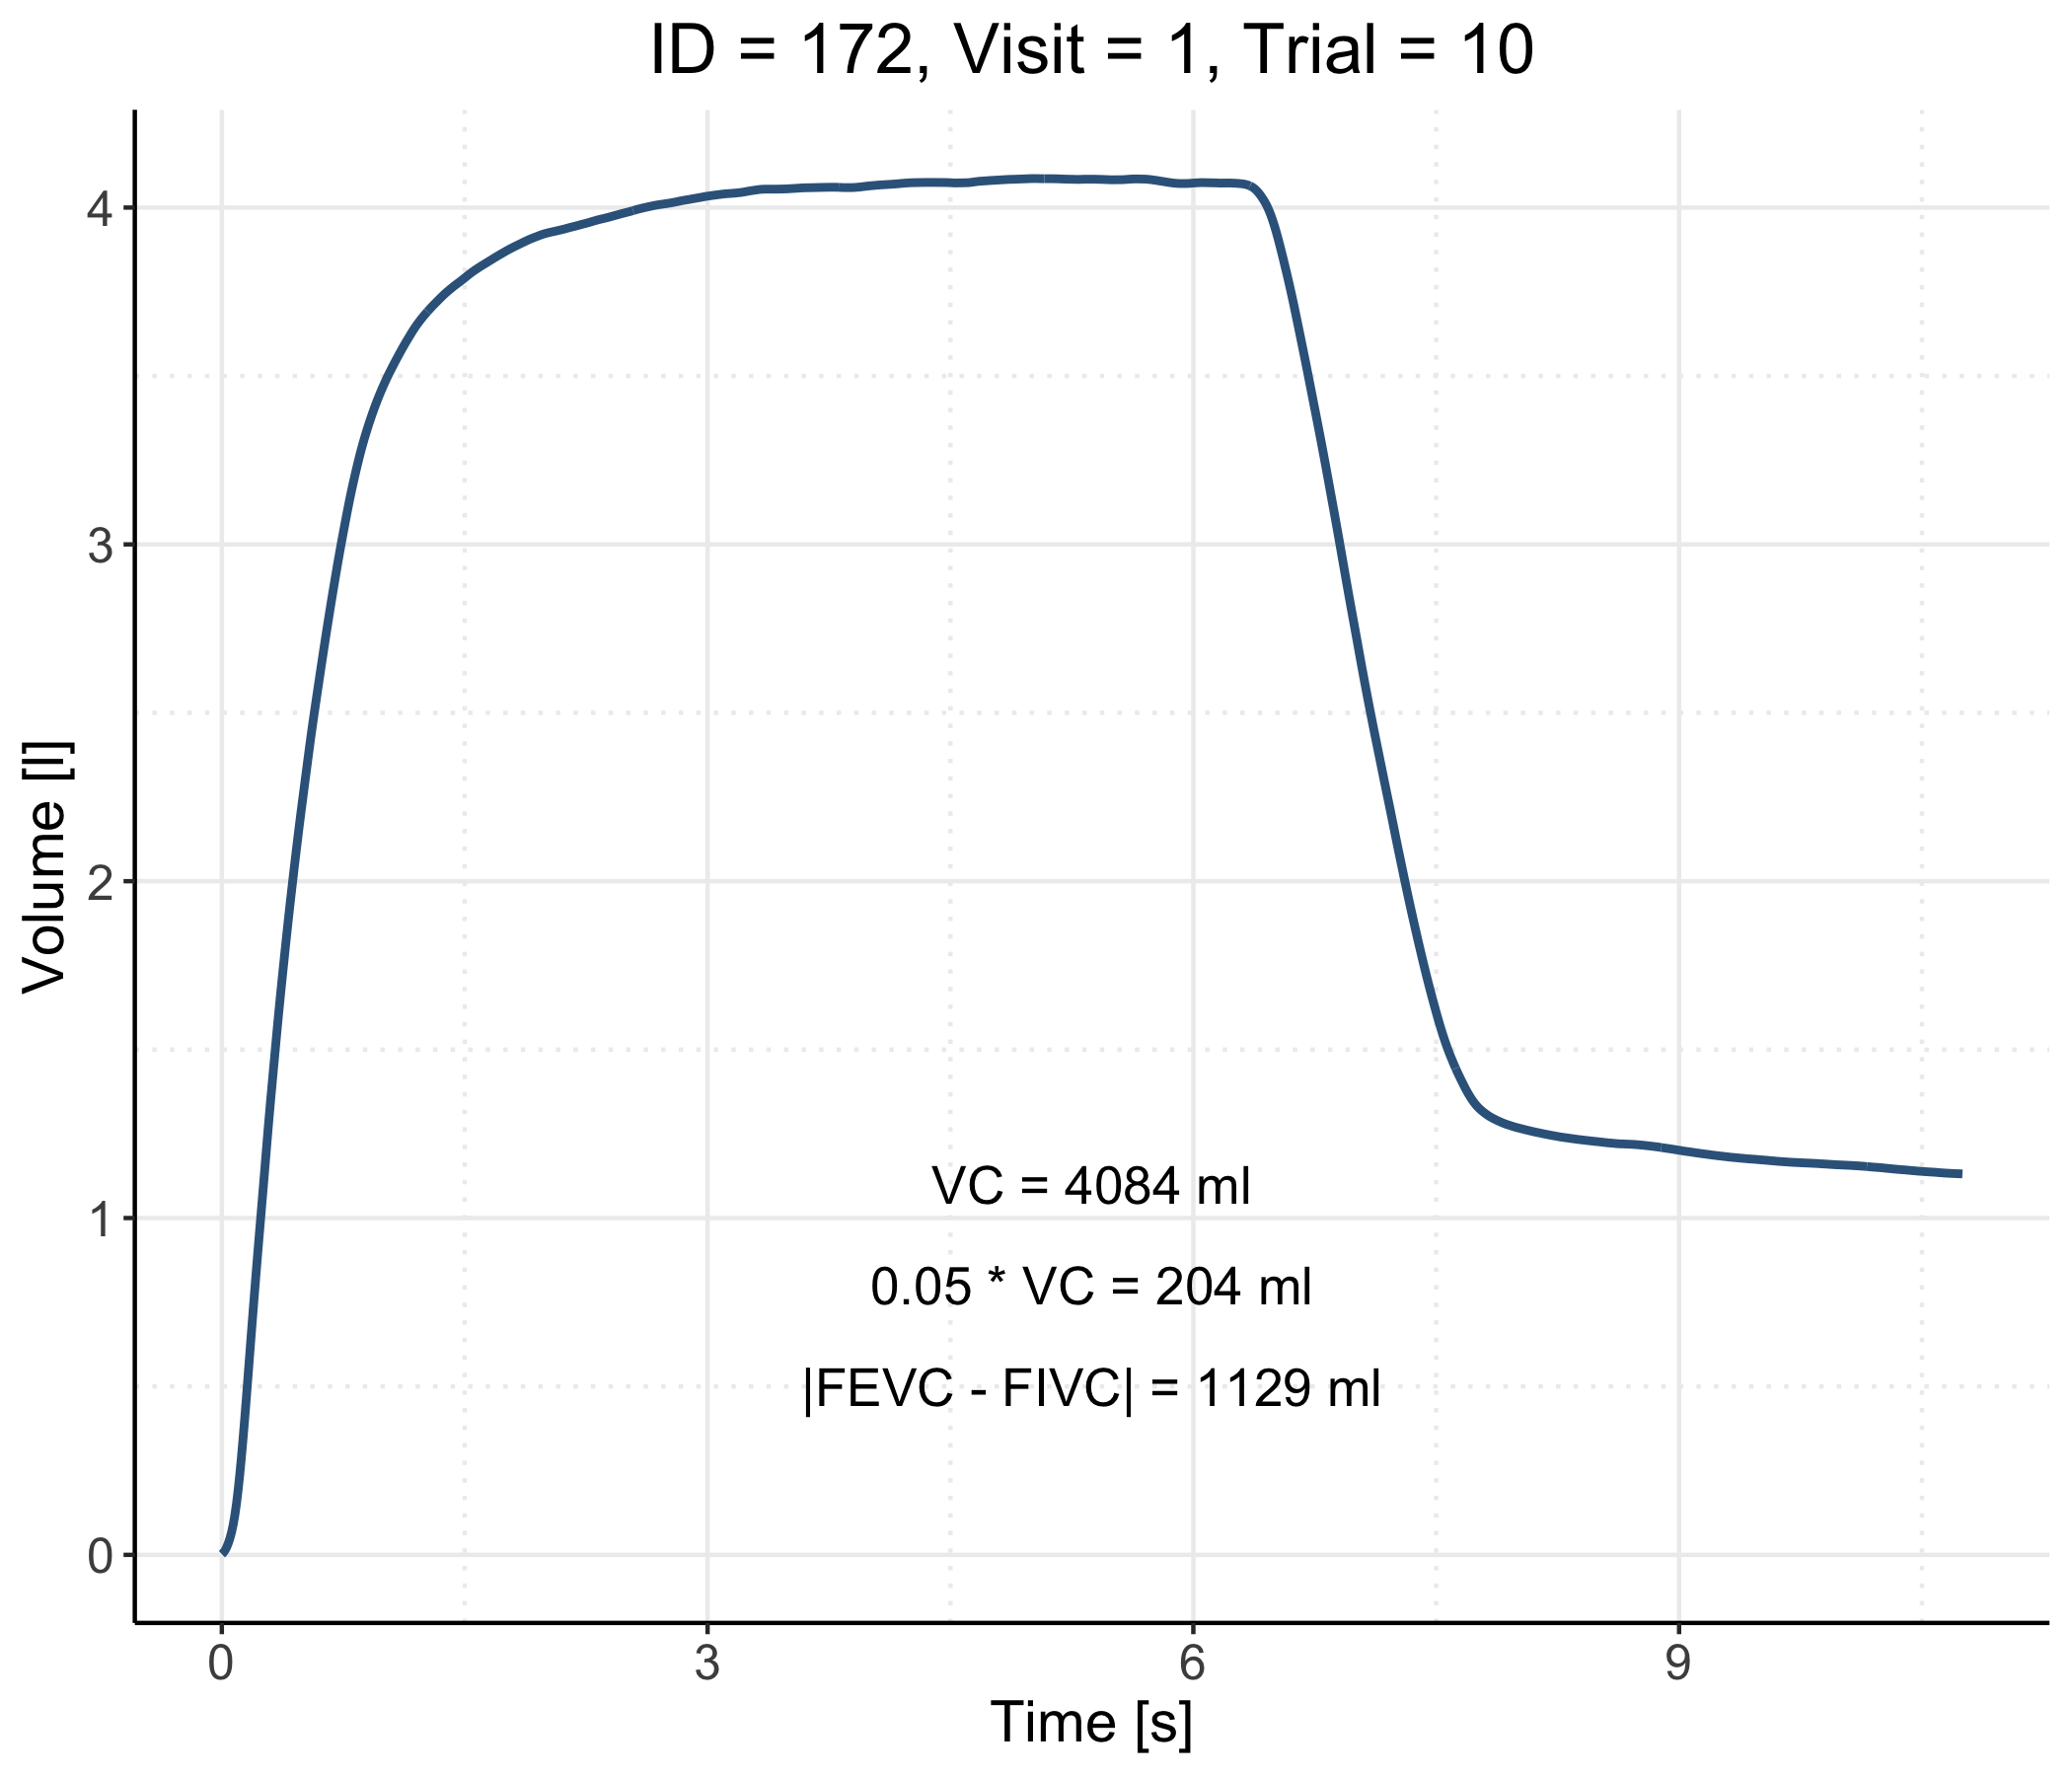 ID = 172, Visit = 1, Trial = 10
4
3
2
1
0
Volume [l]
VC = 4084 ml
0.05 * VC = 204 ml
|FEVC - FIVC| = 1129 ml
0 3 6 9
Time [s]